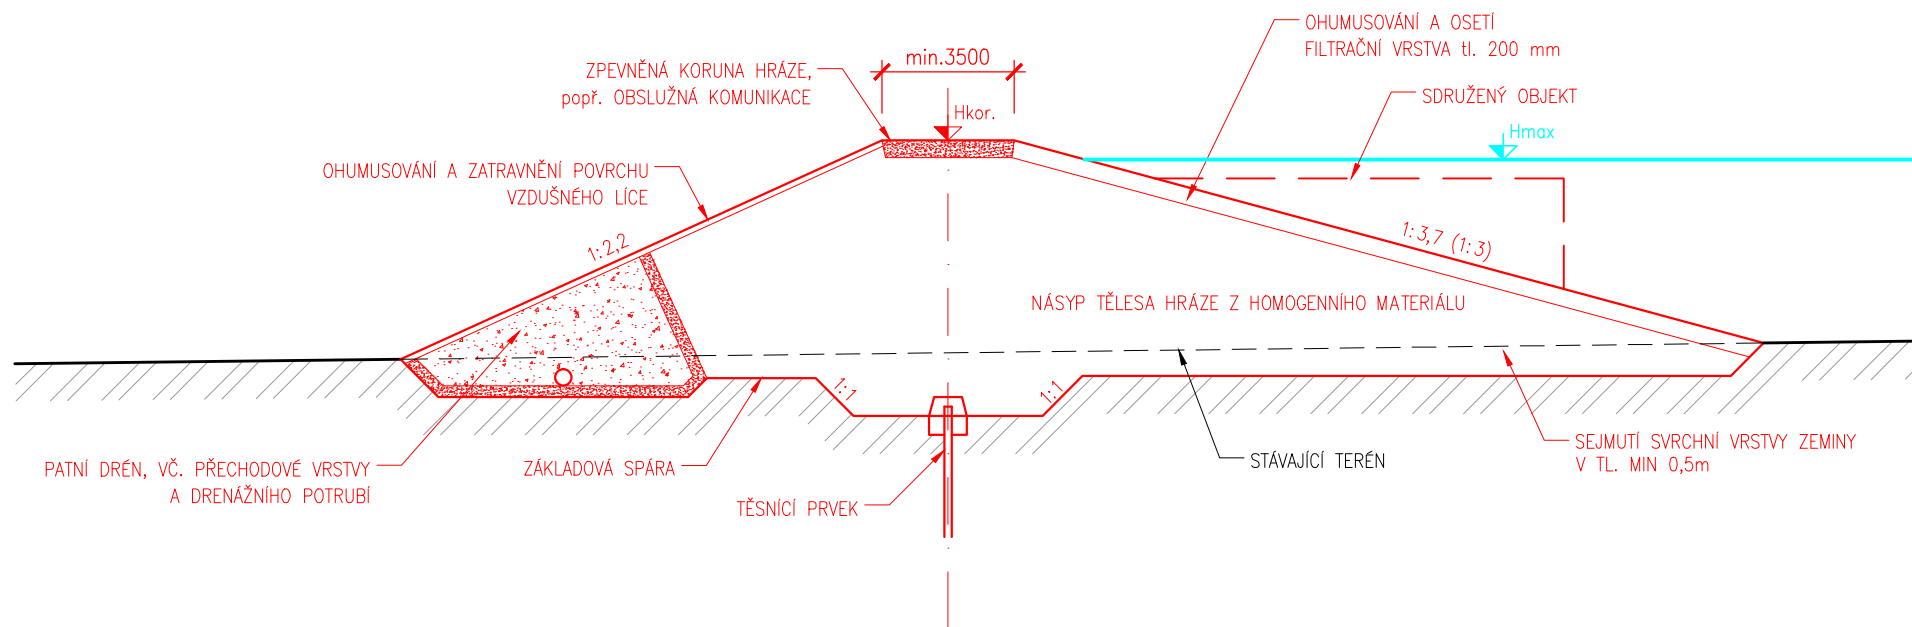 OHUMUSOVÁNÍ A OSETÍ
FILTRAČNÍ VRSTVA tl. 200 mm
min.3500
ZPEVNĚNÁ KORUNA HRÁZE,
popř. OBSLUŽNÁ KOMUNIKACE
SDRUŽENÝ OBJEKT
Hkor.
Hmax
OHUMUSOVÁNÍ A ZATRAVNĚNÍ POVRCHU
VZDUŠNÉHO LÍCE
1:2,2
1:3,7 (1:3)
NÁSYP TĚLESA HRÁZE Z HOMOGENNÍHO MATERIÁLU
1:1
1:1
PATNÍ DRÉN, VČ. PŘECHODOVÉ VRSTVY
A DRENÁŽNÍHO POTRUBÍ
ZÁKLADOVÁ SPÁRA
TĚSNÍCÍ PRVEK
STÁVAJÍCÍ TERÉN
SEJMUTÍ SVRCHNÍ VRSTVY ZEMINY
V TL. MIN 0,5m